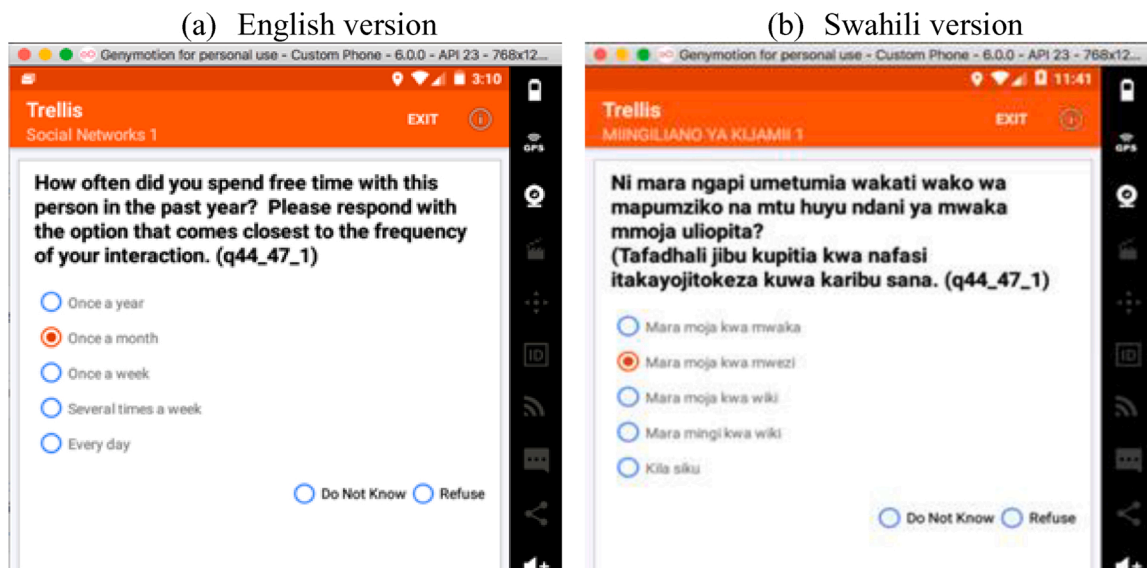 (a) English version
Genymotion for personal use - Custom Phone - 6.0.0 - API 23 - 768x12...
3:10
Trellis
Social Networks 1
EXIT
GPS
How often did you spend free time with this
person in the past year? Please respond with
the option that comes closest to the frequency
of your interaction. (q44_47_1)
Once a year
Once a month
Once a week
Several times a week
Every day
Do Not Know
Refuse
ID
(b) Swahili version
Genymotion for personal use - Custom Phone - 6.0.0 - API 23 - 768x12...
11:41
Trellis
MIINGILIANO YA KIJAMII 1
EXIT
GPS
Ni mara ngapi umetumia wakati wako wa
mapumziko na mtu huyu ndani ya mwaka
mmoja uliopita?
(Tafadhali jibu kupitia kwa nafasi
itakayojitokeza kuwa karibu sana. (q44_47_1)
Mara moja kwa mwaka
Mara moja kwa mwezi
Mara moja kwa wiki
Mara mingi kwa wiki
Kila siku
Do Not Know
Refuse
ID